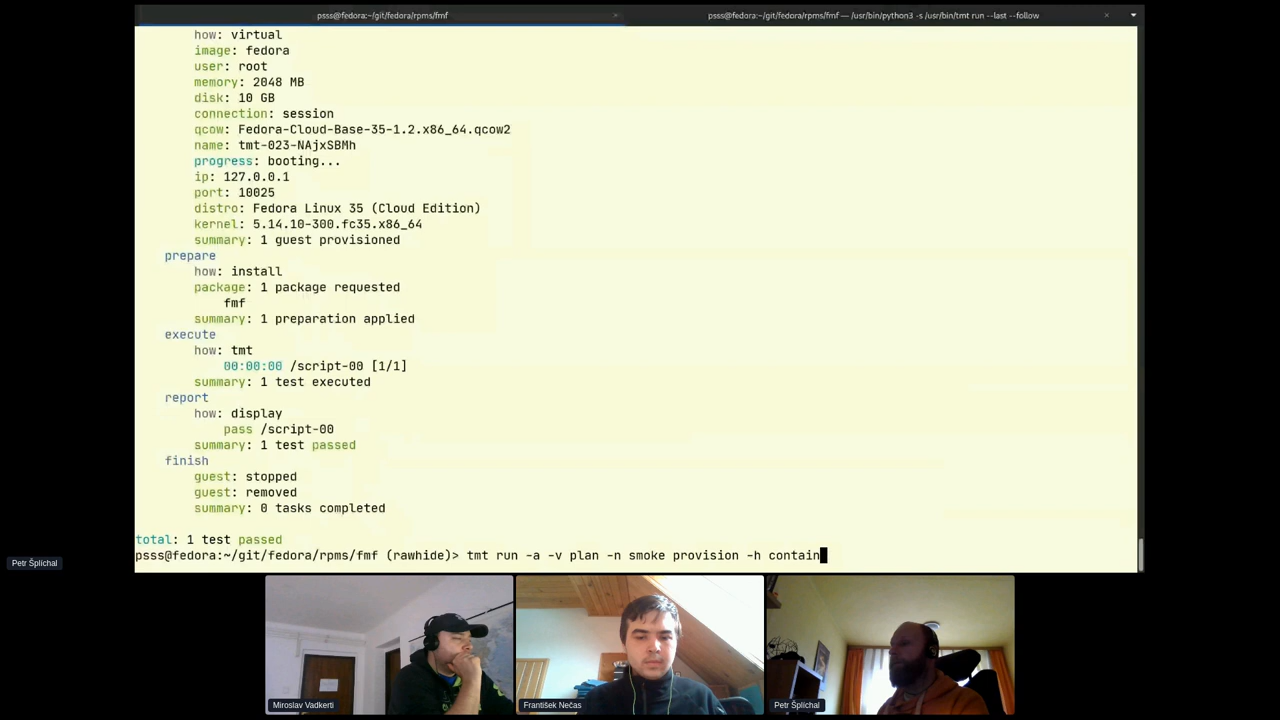 psss@fedora:~/git/fedora/rpms/fmf
psss@fedora:~/git/fedora/rpms/fmf — /usr/bin/python3 -s /usr/bin/tmt run --last --follow
how: virtual
image: fedora
user: root
memory: 2048 MB
disk: 10 GB
connection: session
qcow: Fedora-Cloud-Base-35-1.2.x86_64.qcow2
name: tmt-023-NAjxSBMh
progress: booting...
ip: 127.0.0.1
port: 10025
distro: Fedora Linux 35 (Cloud Edition)
kernel: 5.14.10-300.fc35.x86_64
summary: 1 guest provisioned
prepare
how: install
package: 1 package requested
fmf
summary: 1 preparation applied
execute
how: tmt
00:00:00 /script-00 [1/1]
summary: 1 test executed
report
how: display
pass /script-00
summary: 1 test passed
finish
guest: stopped
guest: removed
summary: 0 tasks completed
total: 1 test passed
psss@fedora:~/git/fedora/rpms/fmf (rawhide)> tmt run -a -v plan -n smoke provision -h contain
Petr Šplíchal
Miroslav Vadkerti
František Nečas
Petr Šplíchal